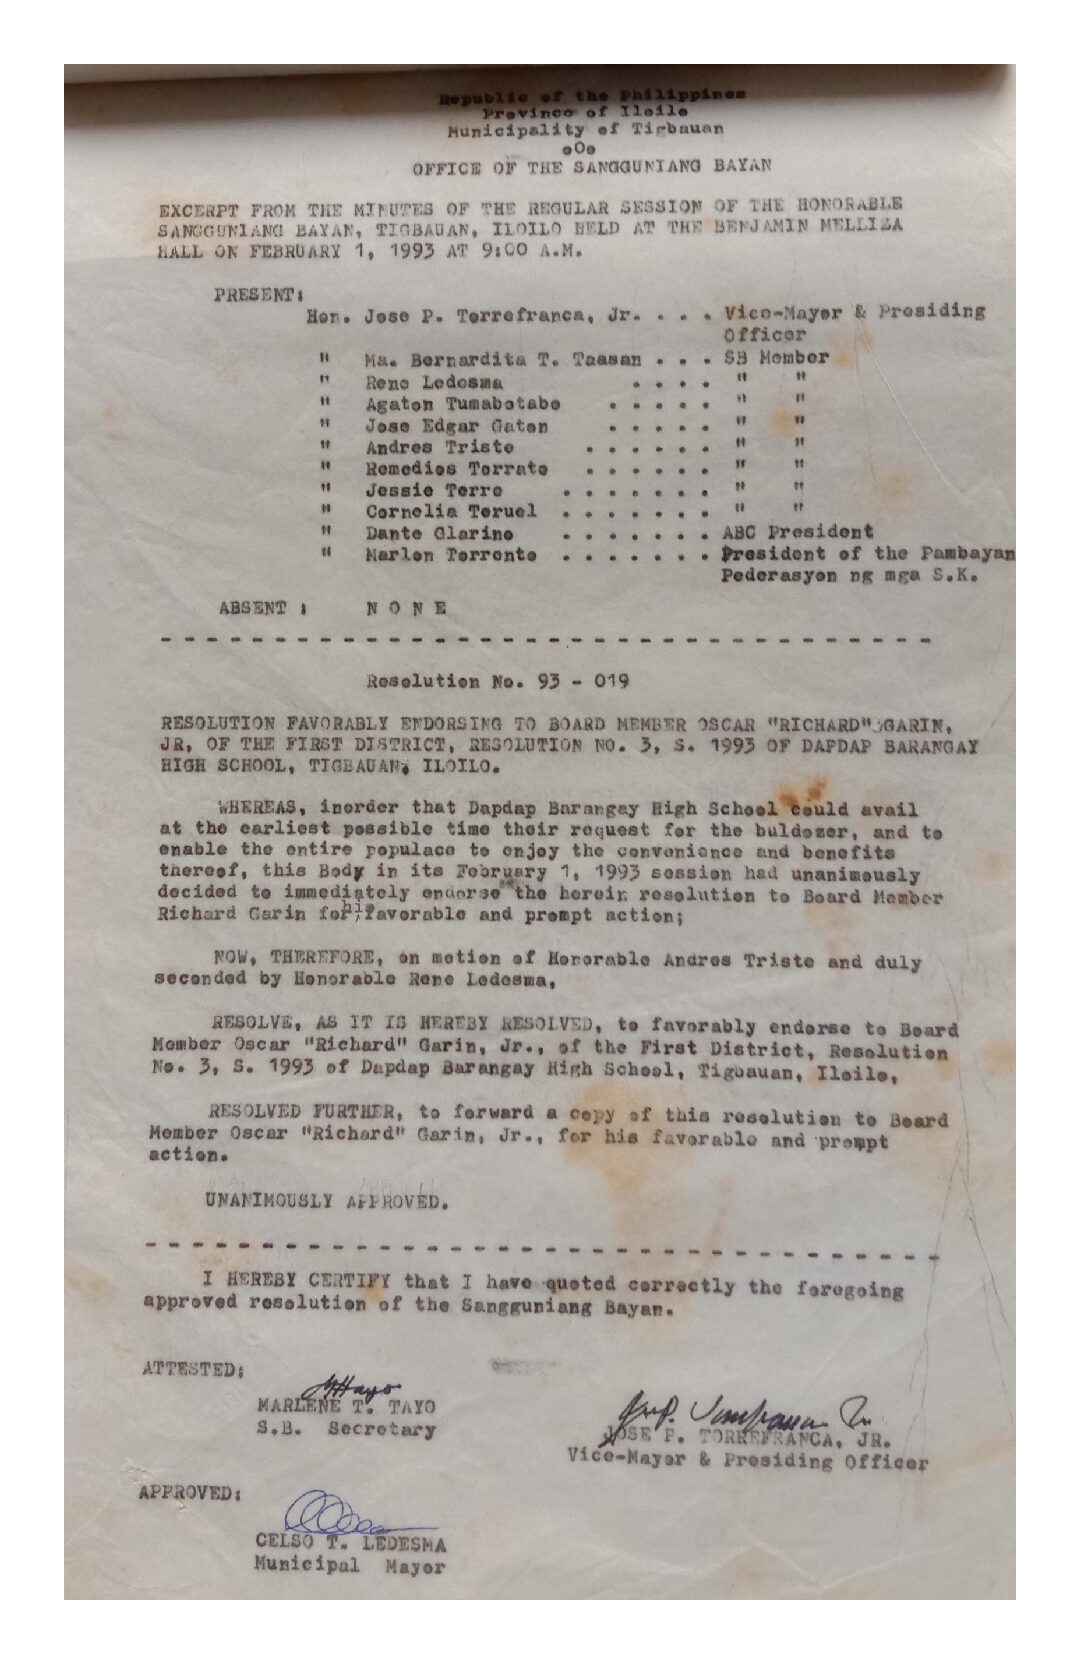 Republic of the Philippines
Province of Iloilo
Municipality of Tigbauan
oOo
OFFICE OF THE SANGGUNIANG BAYAN
EXCERPT FROM THE MINUTES OF THE REGULAR SESSION OF THE HONORABLE
SANGGUNIANG BAYAN, TIGBAUAN, ILOILO HELD AT THE BENJAMIN MELLIZA
HALL ON FEBRUARY 1, 1993 AT 9:00 A.M.
PRESENT:
Hon. Jose P. Torrefranca, Jr. . . . Vice-Mayor & Presiding
Officer
" Ma. Bernardita T. Taasan . . . SB Member
" Rene Ledesma . . . . " "
" Agaton Tumabotabo . . . . . " "
" Jose Edgar Gaton . . . . . " "
" Andres Triste . . . . . . " "
" Remedios Torrato . . . . . . " "
" Jessie Torre . . . . . . . " "
" Cornelia Teruel . . . . . . . " "
" Dante Clarino . . . . . . . ABC President
" Marlon Torrento . . . . . . . President of the Pambayan
Pederasyon ng mga S.K.
ABSENT : N O N E
- - - - - - - - - - - - - - - - - - - - - - - - - - - - - - - - - -
Resolution No. 93 - 019
RESOLUTION FAVORABLY ENDORSING TO BOARD MEMBER OSCAR "RICHARD" GARIN,
JR, OF THE FIRST DISTRICT, RESOLUTION NO. 3, S. 1993 OF DAPDAP BARANGAY
HIGH SCHOOL, TIGBAUAN, ILOILO.
WHEREAS, inorder that Dapdap Barangay High School could avail
at the earliest possible time their request for the buldozer, and to
enable the entire populace to enjoy the convenience and benefits
thereof, this Body in its February 1, 1993 session had unanimously
decided to immediately endorse the herein resolution to Board Member
Richard Garin for his favorable and prompt action;
NOW, THEREFORE, on motion of Honorable Andres Triste and duly
seconded by Honorable Rene Ledesma,
RESOLVE, AS IT IS HEREBY RESOLVED, to favorably endorse to Board
Member Oscar "Richard" Garin, Jr., of the First District, Resolution
No. 3, S. 1993 of Dapdap Barangay High School, Tigbauan, Iloilo,
RESOLVED FURTHER, to forward a copy of this resolution to Board
Member Oscar "Richard" Garin, Jr., for his favorable and prompt
action.
UNANIMOUSLY APPROVED.
- - - - - - - - - - - - - - - - - - - - - - - - - - - - - - - - - -
I HEREBY CERTIFY that I have quoted correctly the foregoing
approved resolution of the Sangguniang Bayan.
ATTESTED;
MARLENE T. TAYO
S.B. Secretary
JOSE P. TORREFRANCA, JR.
Vice-Mayor & Presiding Officer
APPROVED:
CELSO T. LEDESMA
Municipal Mayor